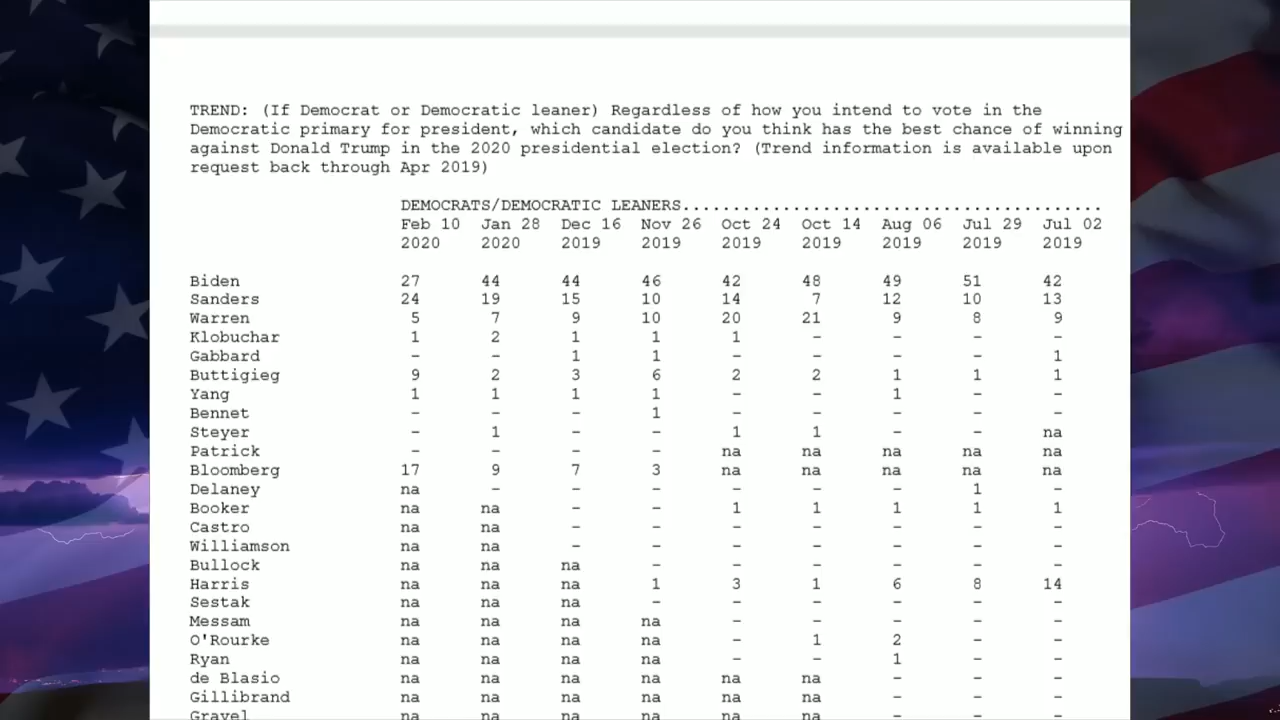 TREND: (If Democrat or Democratic leaner) Regardless of how you intend to vote in the
Democratic primary for president, which candidate do you think has the best chance of winning
against Donald Trump in the 2020 presidential election? (Trend information is available upon
request back through Apr 2019)
DEMOCRATS/DEMOCRATIC LEANERS..........................................
Feb 10 Jan 28 Dec 16 Nov 26 Oct 24 Oct 14 Aug 06 Jul 29 Jul 02
2020 2020 2019 2019 2019 2019 2019 2019 2019
Biden 27 44 44 46 42 48 49 51 42
Sanders 24 19 15 10 14 7 12 10 13
Warren 5 7 9 10 20 21 9 8 9
Klobuchar 1 2 1 1 1 - - - -
Gabbard - - 1 1 - - - - 1
Buttigieg 9 2 3 6 2 2 1 1 1
Yang 1 1 1 1 - - 1 - -
Bennet - - - 1 - - - - -
Steyer - 1 - - 1 1 - - na
Patrick - - - - na na na na na
Bloomberg 17 9 7 3 na na na na na
Delaney na - - - - - - 1 -
Booker na na - - 1 1 1 1 1
Castro na na - - - - - - -
Williamson na na - - - - - - -
Bullock na na na - - - - - -
Harris na na na 1 3 1 6 8 14
Sestak na na na - - - - - -
Messam na na na na - - - - -
O'Rourke na na na na - 1 2 - -
Ryan na na na na - - 1 - -
de Blasio na na na na na na - - -
Gillibrand na na na na na na - - -
Gravel na na na na na na - - -